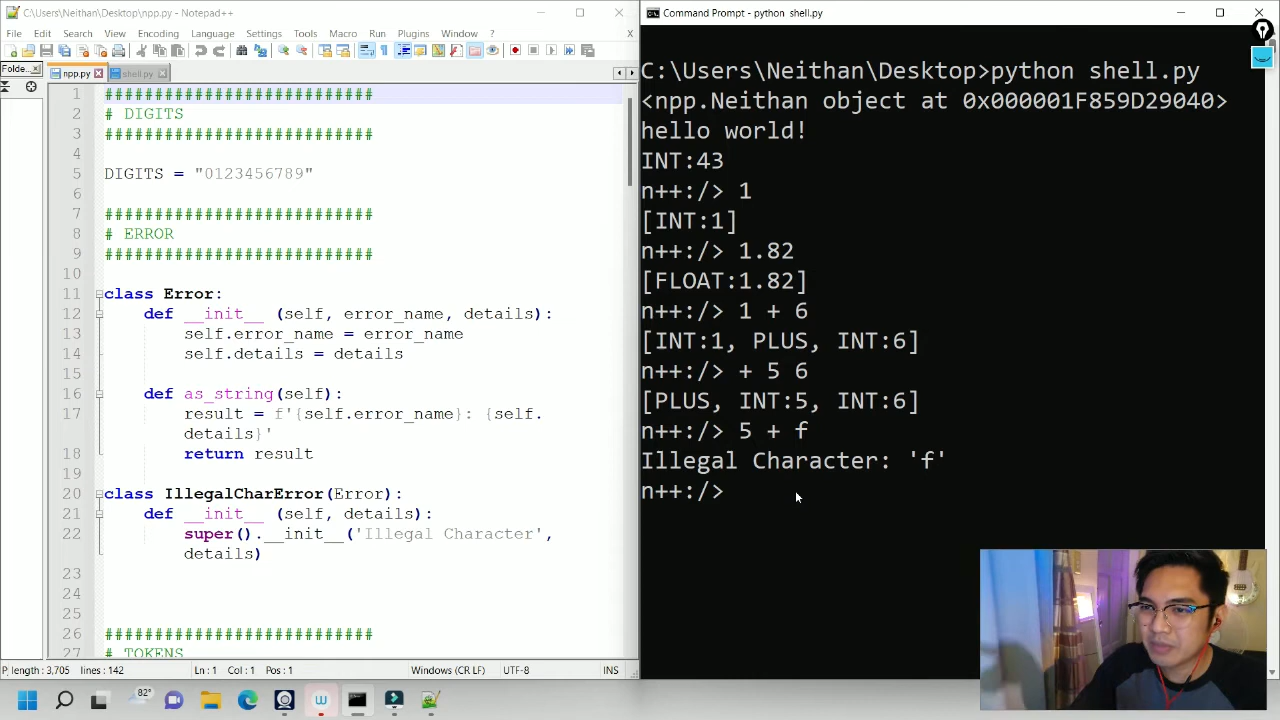 C:\Users\Neithan\Desktop\npp.py - Notepad++
File Edit Search View Encoding Language Settings Tools Macro Run Plugins Window ? X
Folde...
npp.py shell.py
1 ###########################
2 # DIGITS
3 ###########################
4
5 DIGITS = "0123456789"
6
7 ###########################
8 # ERROR
9 ###########################
10
11 class Error:
12 def __init__ (self, error_name, details):
13 self.error_name = error_name
14 self.details = details
15
16 def as_string(self):
17 result = f'{self.error_name}: {self.
details}'
18 return result
19
20 class IllegalCharError(Error):
21 def __init__ (self, details):
22 super().__init__('Illegal Character',
details)
23
24
25
26 ###########################
27 # TOKENS
length : 3,705 lines : 142 Ln : 1 Col : 1 Pos : 1 Windows (CR LF) UTF-8 INS
Command Prompt - python shell.py
C:\Users\Neithan\Desktop>python shell.py
<npp.Neithan object at 0x000001F859D29040>
hello world!
INT:43
n++:/> 1
[INT:1]
n++:/> 1.82
[FLOAT:1.82]
n++:/> 1 + 6
[INT:1, PLUS, INT:6]
n++:/> + 5 6
[PLUS, INT:5, INT:6]
n++:/> 5 + f
Illegal Character: 'f'
n++:/>
82°